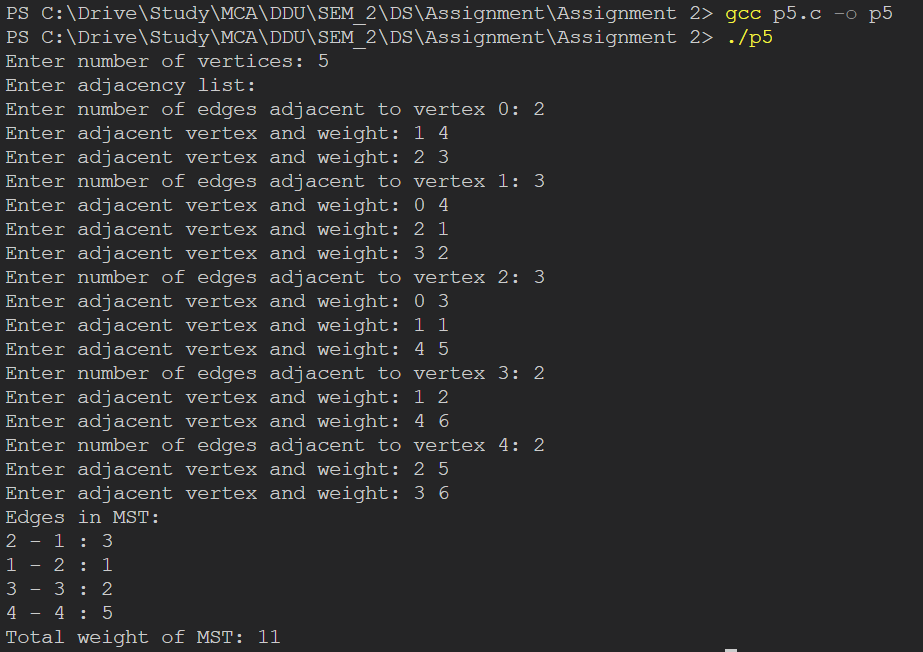 PS C:\Drive\Study\MCA\DDU\SEM_2\DS\Assignment\Assignment 2> gcc p5.c -o p5
PS C:\Drive\Study\MCA\DDU\SEM_2\DS\Assignment\Assignment 2> ./p5
Enter number of vertices: 5
Enter adjacency list:
Enter number of edges adjacent to vertex 0: 2
Enter adjacent vertex and weight: 1 4
Enter adjacent vertex and weight: 2 3
Enter number of edges adjacent to vertex 1: 3
Enter adjacent vertex and weight: 0 4
Enter adjacent vertex and weight: 2 1
Enter adjacent vertex and weight: 3 2
Enter number of edges adjacent to vertex 2: 3
Enter adjacent vertex and weight: 0 3
Enter adjacent vertex and weight: 1 1
Enter adjacent vertex and weight: 4 5
Enter number of edges adjacent to vertex 3: 2
Enter adjacent vertex and weight: 1 2
Enter adjacent vertex and weight: 4 6
Enter number of edges adjacent to vertex 4: 2
Enter adjacent vertex and weight: 2 5
Enter adjacent vertex and weight: 3 6
Edges in MST:
2 - 1 : 3
1 - 2 : 1
3 - 3 : 2
4 - 4 : 5
Total weight of MST: 11